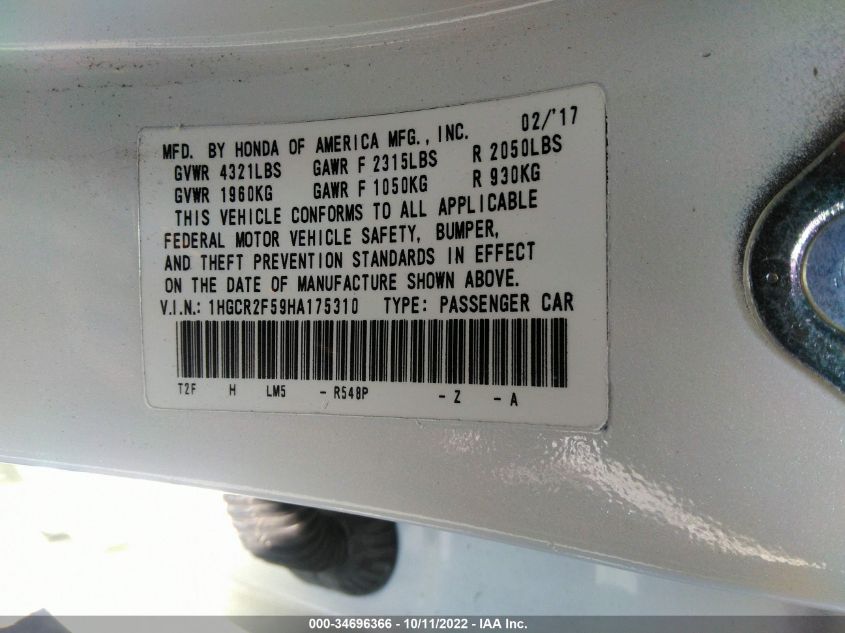 MFD. BY HONDA OF AMERICA MFG., INC. 02/'17
GVWR 4321LBS GAWR F 2315LBS R 2050LBS
GVWR 1960KG GAWR F 1050KG R 930KG
THIS VEHICLE CONFORMS TO ALL APPLICABLE
FEDERAL MOTOR VEHICLE SAFETY, BUMPER,
AND THEFT PREVENTION STANDARDS IN EFFECT
ON THE DATE OF MANUFACTURE SHOWN ABOVE.
V.I.N.: 1HGCR2F59HA175310 TYPE: PASSENGER CAR
T2F H LM5 - R548P - Z - A
000-34696366 - 10/11/2022 - IAA Inc.